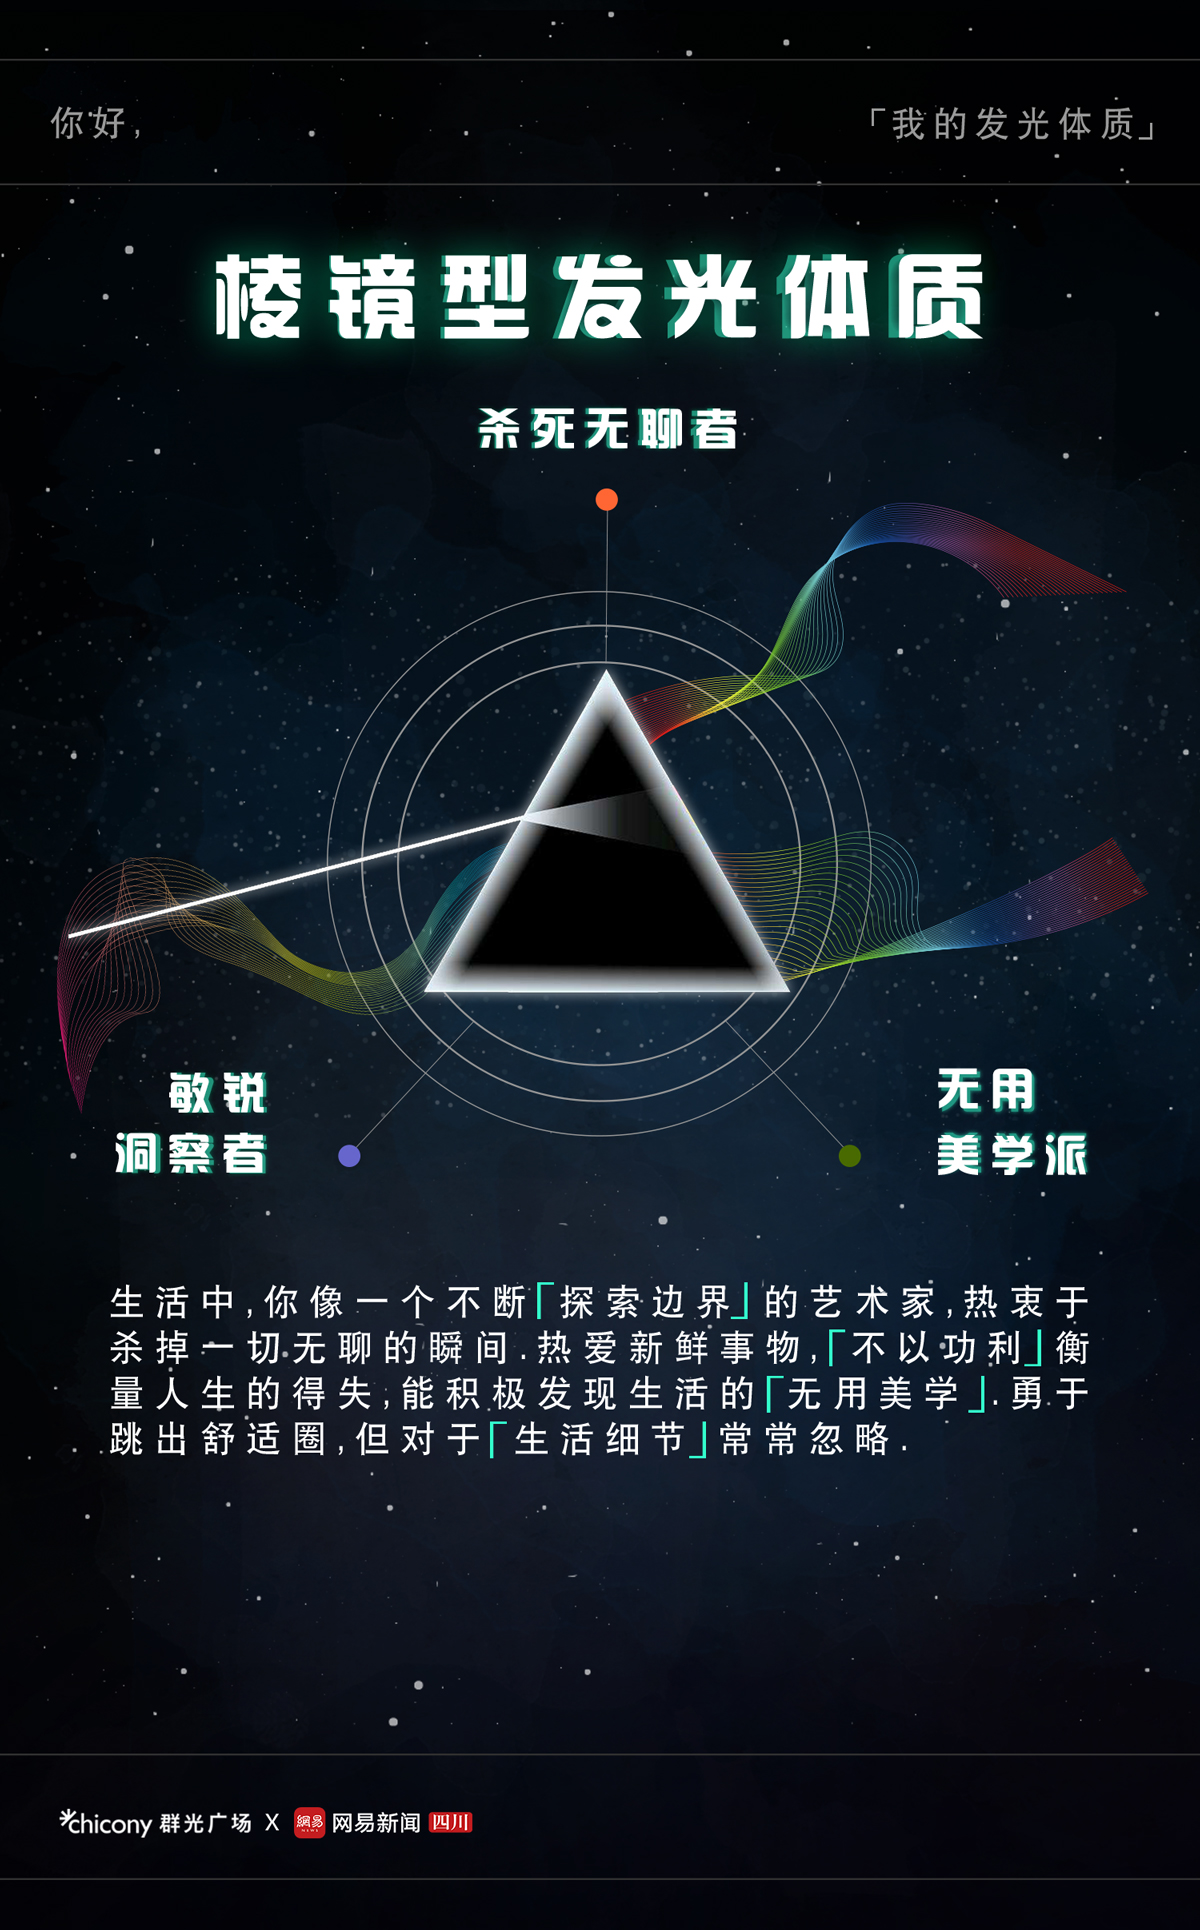 你好,
「我的发光体质」
棱镜型发光体质
杀死无聊者
敏锐
洞察者
无用
美学派
生活中,你像一个不断「探索边界」的艺术家,热衷于
杀掉一切无聊的瞬间.热爱新鲜事物,「不以功利」衡
量人生的得失,能积极发现生活的「无用美学」.勇于
跳出舒适圈,但对于「生活细节」常常忽略.
chicony 群光广场 X 網易 NEWS 网易新闻 四川